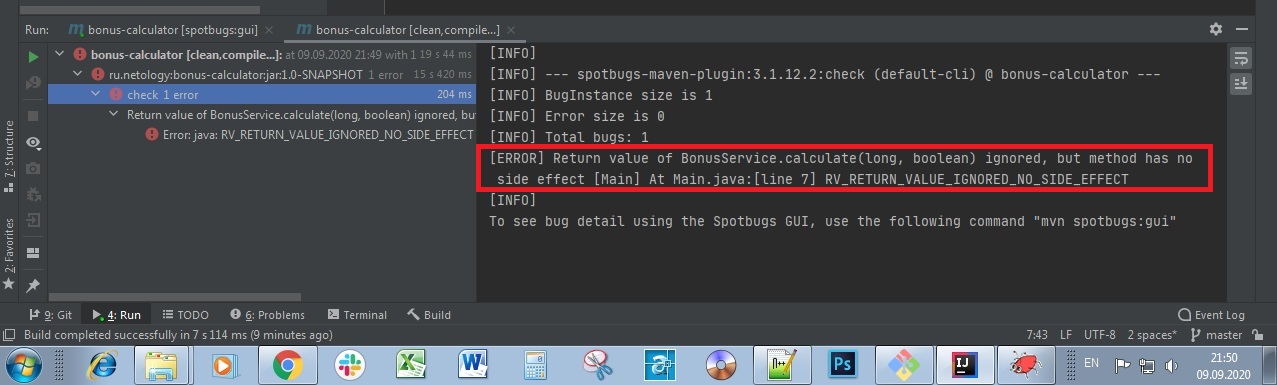 Run:
bonus-calculator [spotbugs:gui]
bonus-calculator [clean,compile...]
bonus-calculator [clean,compile...]: at 09.09.2020 21:49 with 1 19 s 44 ms
ru.netology:bonus-calculator:jar:1.0-SNAPSHOT 1 error 15 s 420 ms
check 1 error 204 ms
Return value of BonusService.calculate(long, boolean) ignored, bu
Error: java: RV_RETURN_VALUE_IGNORED_NO_SIDE_EFFECT
[INFO]
[INFO] --- spotbugs-maven-plugin:3.1.12.2:check (default-cli) @ bonus-calculator ---
[INFO] BugInstance size is 1
[INFO] Error size is 0
[INFO] Total bugs: 1
[ERROR] Return value of BonusService.calculate(long, boolean) ignored, but method has no
side effect [Main] At Main.java:[line 7] RV_RETURN_VALUE_IGNORED_NO_SIDE_EFFECT
[INFO]
To see bug detail using the Spotbugs GUI, use the following command "mvn spotbugs:gui"
7: Structure
2: Favorites
9: Git
4: Run
TODO
6: Problems
Terminal
Build
Event Log
Build completed successfully in 7 s 114 ms (9 minutes ago)
7:43 LF UTF-8 2 spaces* master
EN
21:50
09.09.2020